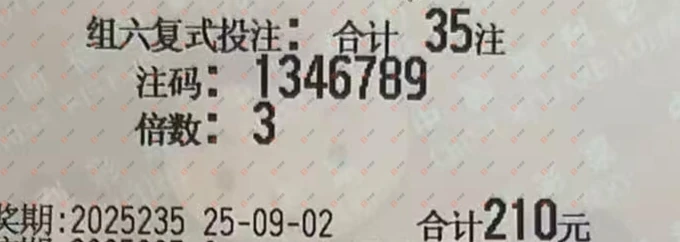 组六复式投注: 合计 35注
注码: 1346789
倍数: 3
奖期:2025235 25-09-02 合计210元